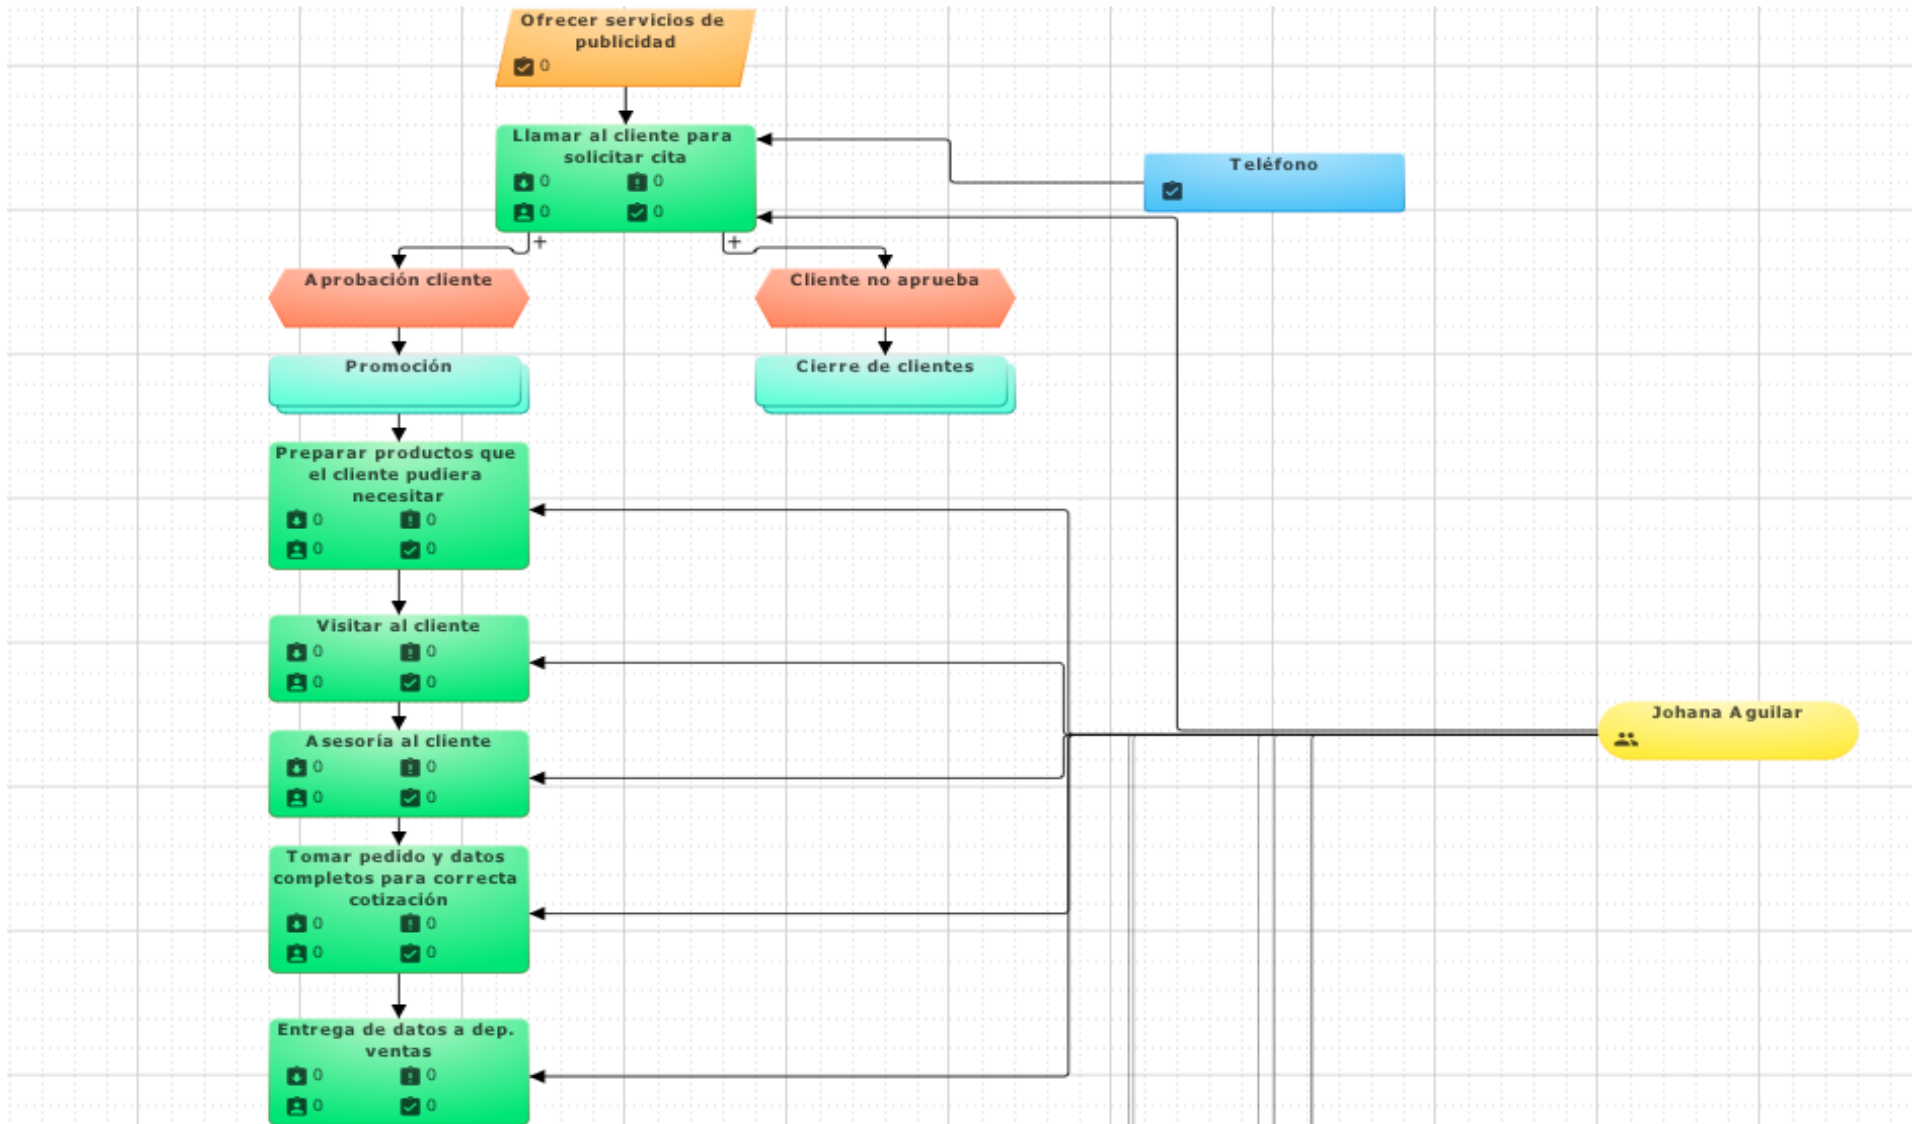 Ofrecer servicios de
publicidad
0
Llamar al cliente para
solicitar cita
0 0
0 0
Teléfono
+ +
Aprobación cliente
Cliente no aprueba
Promoción
Cierre de clientes
Preparar productos que
el cliente pudiera
necesitar
0 0
0 0
Visitar al cliente
0 0
0 0
Johana Aguilar
Asesoría al cliente
0 0
0 0
Tomar pedido y datos
completos para correcta
cotización
0 0
0 0
Entrega de datos a dep.
ventas
0 0
0 0